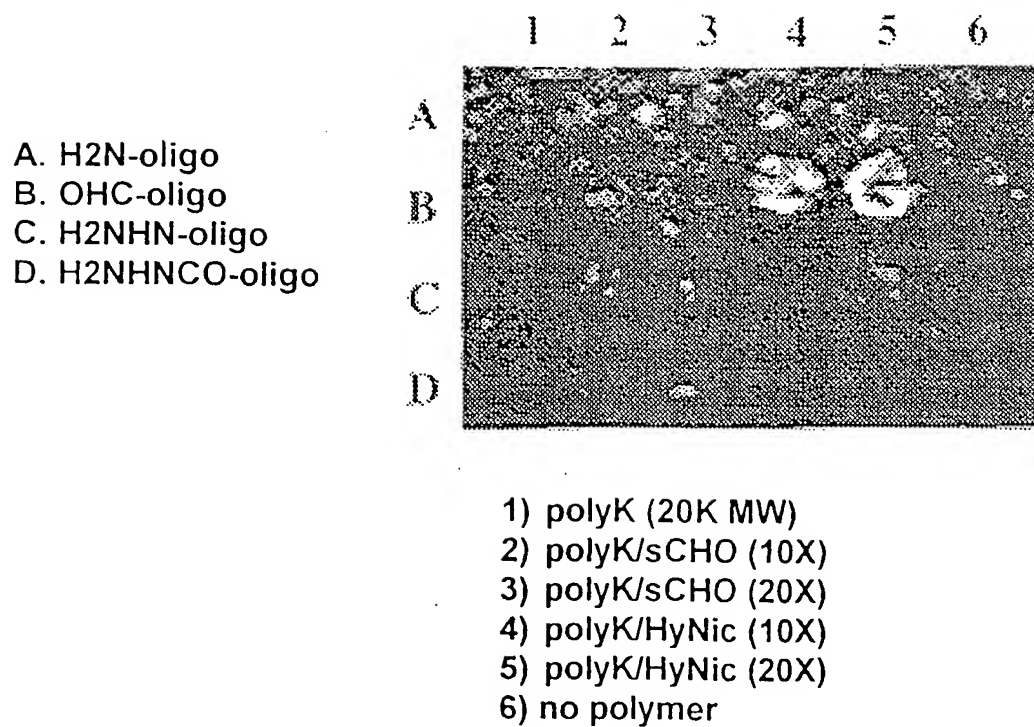 1 2 3 4 5 6
A
B
C
D
A. H2N-oligo
B. OHC-oligo
C. H2NHN-oligo
D. H2NHNCO-oligo
1) polyK (20K MW)
2) polyK/sCHO (10X)
3) polyK/sCHO (20X)
4) polyK/HyNic (10X)
5) polyK/HyNic (20X)
6) no polymer